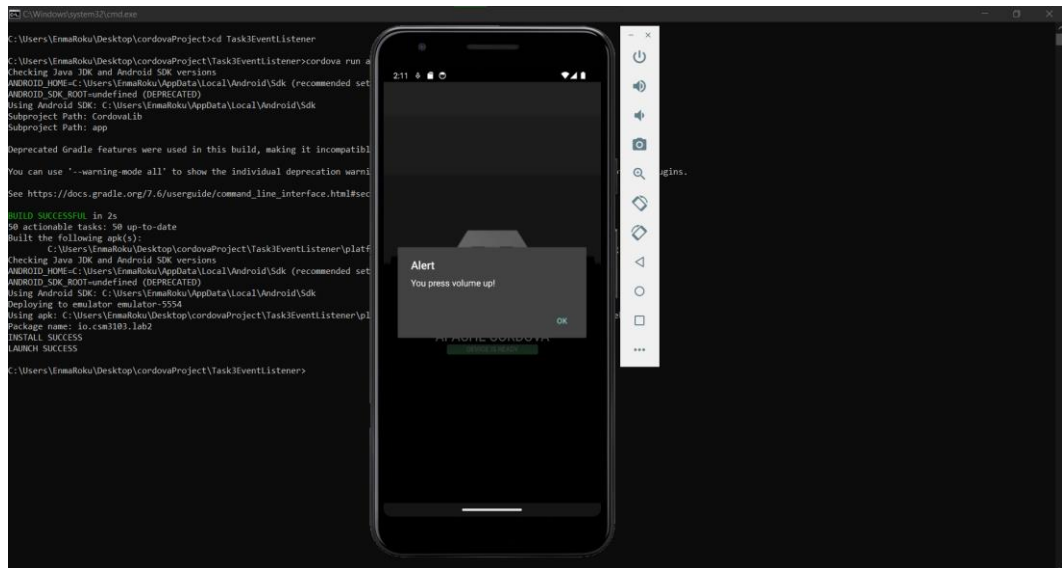 C:\Windows\system32\cmd.exe
C:\Users\EnmaRoku\Desktop\cordovaProject>cd Task3EventListener
C:\Users\EnmaRoku\Desktop\cordovaProject\Task3EventListener>cordova run a
Checking Java JDK and Android SDK versions
ANDROID_HOME=C:\Users\EnmaRoku\AppData\Local\Android\Sdk (recommended set
ANDROID_SDK_ROOT=undefined (DEPRECATED)
Using Android SDK: C:\Users\EnmaRoku\AppData\Local\Android\Sdk
Subproject Path: CordovaLib
Subproject Path: app
Deprecated Gradle features were used in this build, making it incompatibl
You can use '--warning-mode all' to show the individual deprecation warni
ugins.
See https://docs.gradle.org/7.6/userguide/command_line_interface.html#sec
BUILD SUCCESSFUL in 2s
50 actionable tasks: 50 up-to-date
Built the following apk(s):
C:\Users\EnmaRoku\Desktop\cordovaProject\Task3EventListener\platf
Checking Java JDK and Android SDK versions
ANDROID_HOME=C:\Users\EnmaRoku\AppData\Local\Android\Sdk (recommended set
ANDROID_SDK_ROOT=undefined (DEPRECATED)
Using Android SDK: C:\Users\EnmaRoku\AppData\Local\Android\Sdk
Deploying to emulator emulator-5554
Using apk: C:\Users\EnmaRoku\Desktop\cordovaProject\Task3EventListener\pl
Package name: io.csm3103.lab2
INSTALL SUCCESS
LAUNCH SUCCESS
C:\Users\EnmaRoku\Desktop\cordovaProject\Task3EventListener>
2:11
Alert
You press volume up!
OK
APACHE CORDOVA
DEVICE IS READY